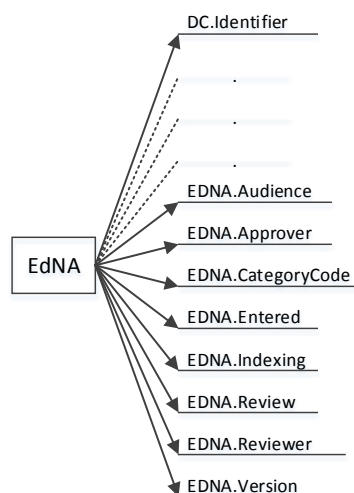 DC.Identifier
.
.
.
EDNA.Audience
EDNA.Approver
EdNA
EDNA.CategoryCode
EDNA.Entered
EDNA.Indexing
EDNA.Review
EDNA.Reviewer
EDNA.Version